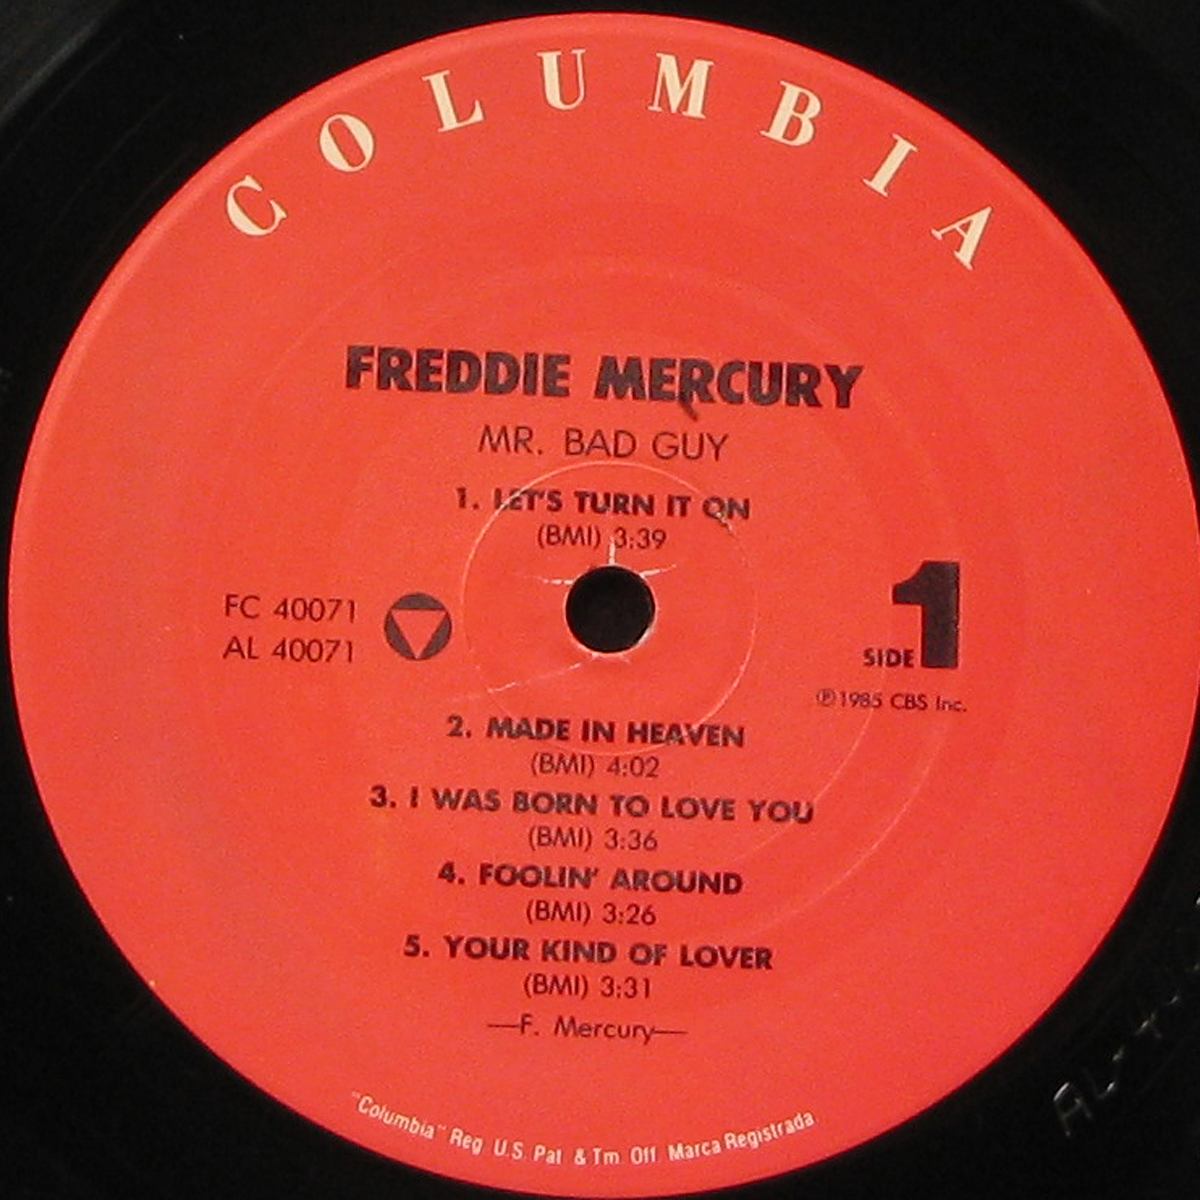 COLUMBIA
FREDDIE MERCURY
MR. BAD GUY
1. LET'S TURN IT ON
(BMI) 3:39
FC 40071
AL 40071
SIDE 1
℗1985 CBS Inc.
2. MADE IN HEAVEN
(BMI) 4:02
3. I WAS BORN TO LOVE YOU
(BMI) 3:36
4. FOOLIN' AROUND
(BMI) 3:26
5. YOUR KIND OF LOVER
(BMI) 3:31
—F. Mercury—
"Columbia" Reg. U.S. Pat. & Tm. Off. Marca Registrada.